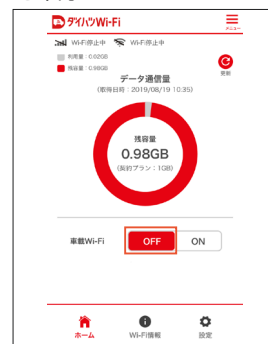 ダイハツWi-Fi
メニュー
Wi-Fi停止中 Wi-Fi停止中
利用量：0.02GB
残容量：0.98GB
更新
データ通信量
(取得日時：2019/08/19 10:35)
残容量
0.98GB
(契約プラン：1GB)
車載Wi-Fi OFF ON
ホーム Wi-Fi情報 設定